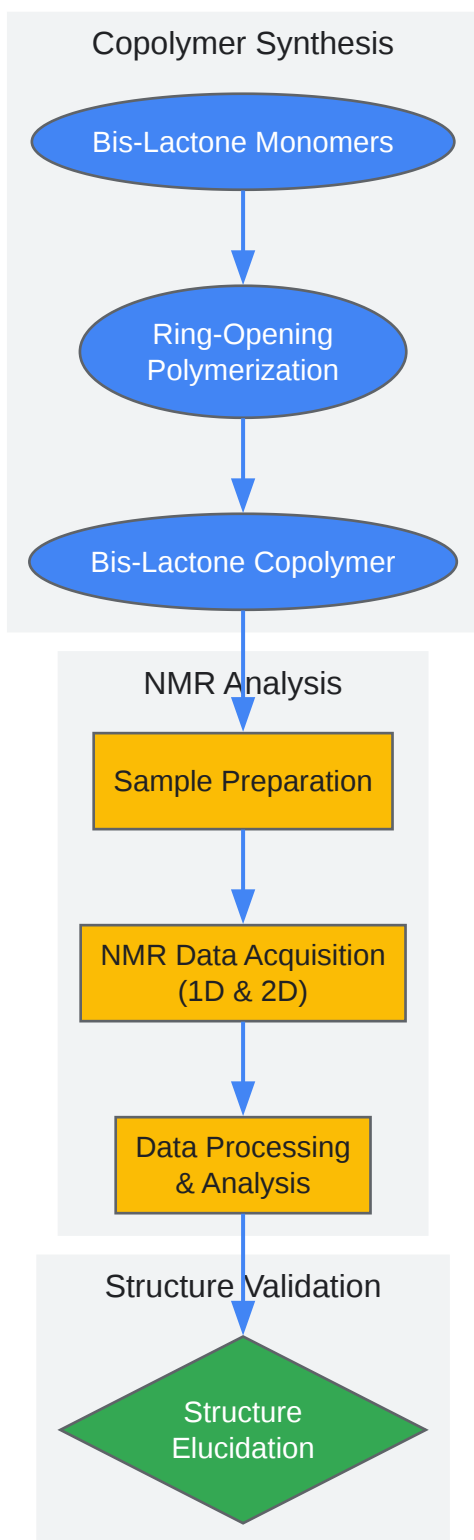 Copolymer Synthesis
Bis-Lactone Monomers
Ring-Opening
Polymerization
Bis-Lactone Copolymer
NMR Analysis
Sample Preparation
NMR Data Acquisition
(1D & 2D)
Data Processing
& Analysis
Structure Validation
Structure
Elucidation